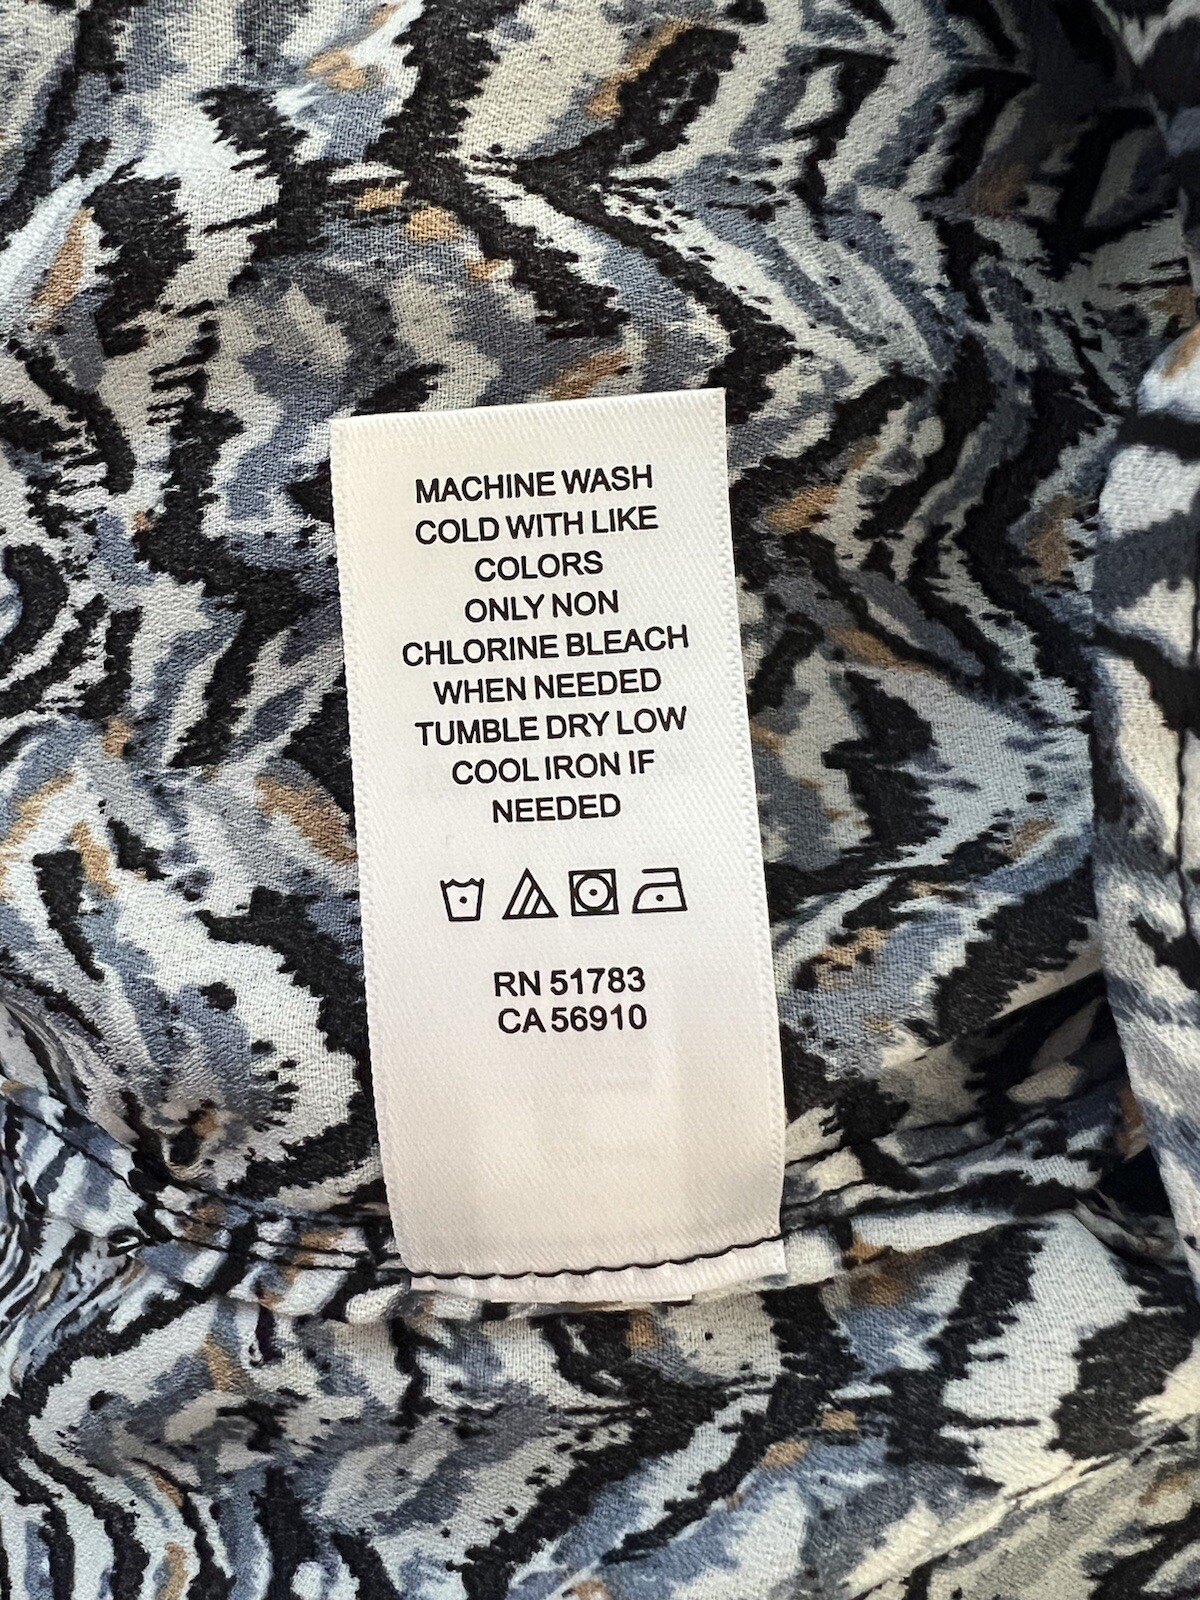 MACHINE WASH
COLD WITH LIKE
COLORS
ONLY NON
CHLORINE BLEACH
WHEN NEEDED
TUMBLE DRY LOW
COOL IRON IF
NEEDED
RN 51783
CA 56910